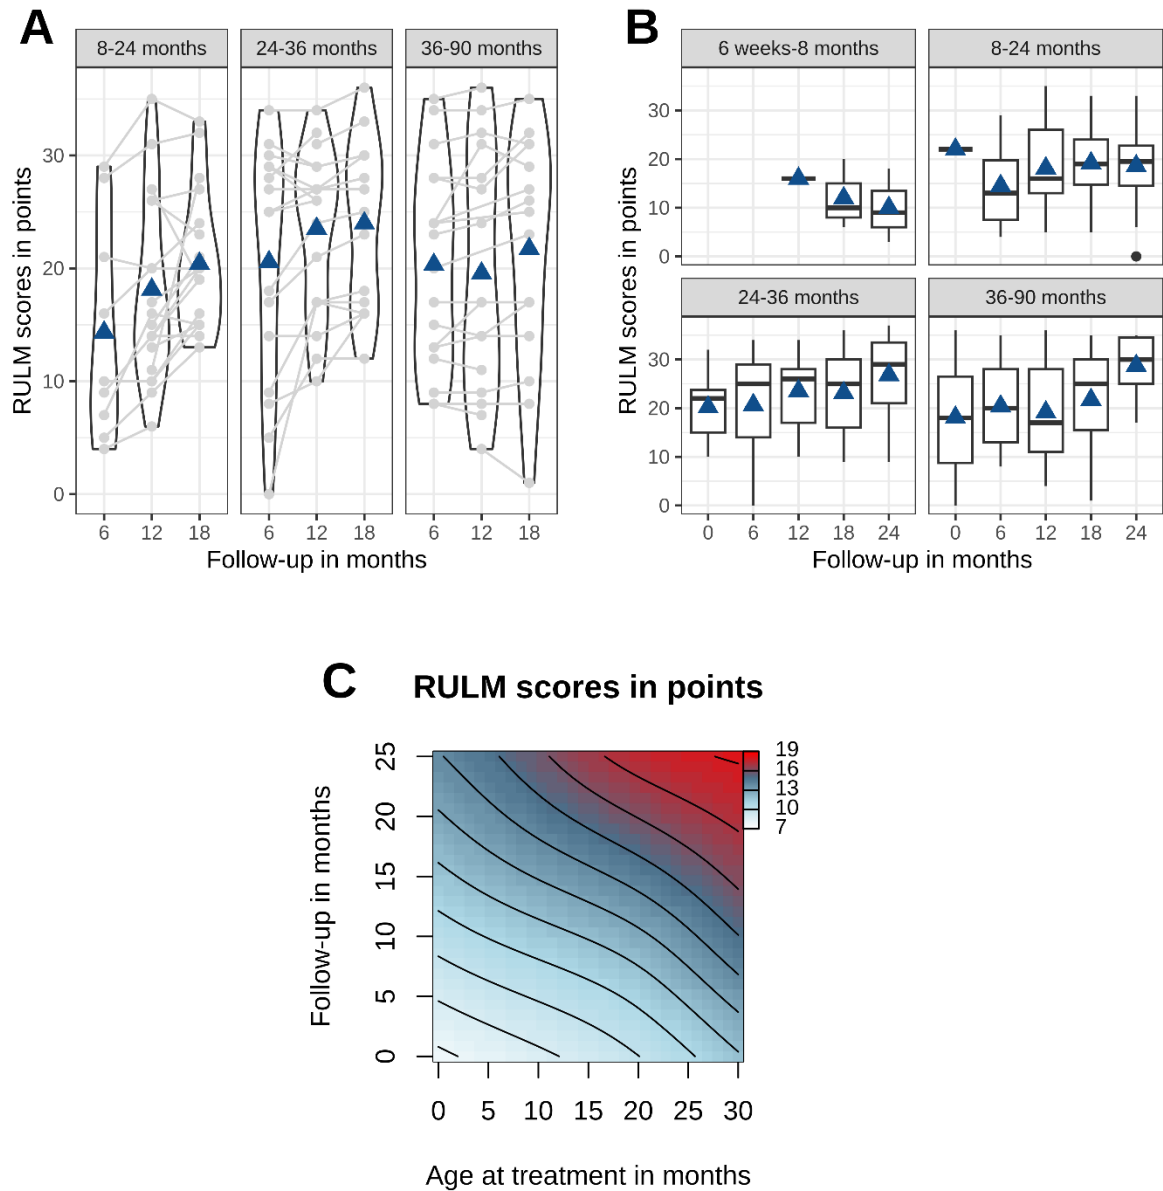 A
8-24 months
24-36 months
36-90 months
RULM scores in points
30
20
10
0
6 12 18
6 12 18
6 12 18
Follow-up in months
B
6 weeks-8 months
8-24 months
RULM scores in points
30
20
10
0
24-36 months
36-90 months
30
20
10
0
0 6 12 18 24
0 6 12 18 24
Follow-up in months
C
RULM scores in points
Follow-up in months
25
20
15
10
5
0
19
16
13
10
7
0 5 10 15 20 25 30
Age at treatment in months